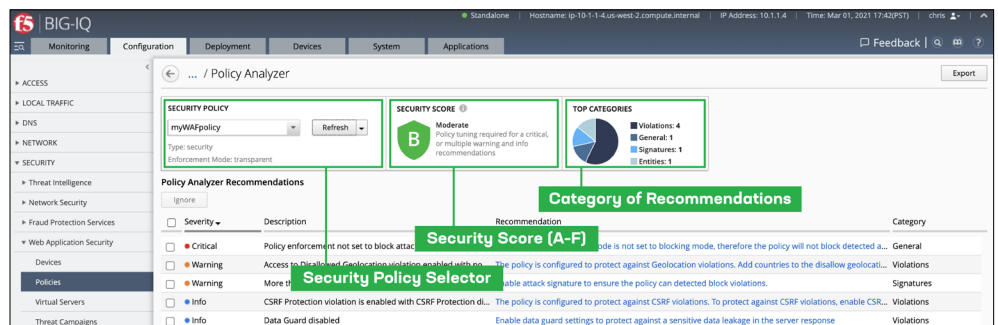 f5 BIG-IQ
Standalone | Hostname: ip-10-1-1-4.us-west-2.compute.internal | IP Address: 10.1.1.4 | Time: Mar 01, 2021 17:42(PST) | chris
Monitoring Configuration Deployment Devices System Applications Feedback
ACCESS
LOCAL TRAFFIC
DNS
NETWORK
SECURITY
Threat Intelligence
Network Security
Fraud Protection Services
Web Application Security
Devices
Policies
Virtual Servers
Threat Campaigns
... / Policy Analyzer
Export
SECURITY POLICY
myWAFpolicy Refresh
Type: security
Enforcement Mode: transparent
SECURITY SCORE
B
Moderate
Policy tuning required for a critical,
or multiple warning and info
recommendations
TOP CATEGORIES
Violations: 4
General: 1
Signatures: 1
Entities: 1
Policy Analyzer Recommendations
Ignore
Category of Recommendations
Security Score (A-F)
Security Policy Selector
Severity Description Recommendation Category
Critical Policy enforcement not set to block attac ode is not set to blocking mode, therefore the policy will not block detected a... General
Warning Access to Disallowed Geolocation violation enabled with no The policy is configured to protect against Geolocation violations. Add countries to the disallow geolocati... Violations
Warning More th able attack signature to ensure the policy can detected block violations. Signatures
Info CSRF Protection violation is enabled with CSRF Protection di... The policy is configured to protect against CSRF violations. To protect against CSRF violations, enable CSR... Violations
Info Data Guard disabled Enable data guard settings to protect against a sensitive data leakage in the server response Violations